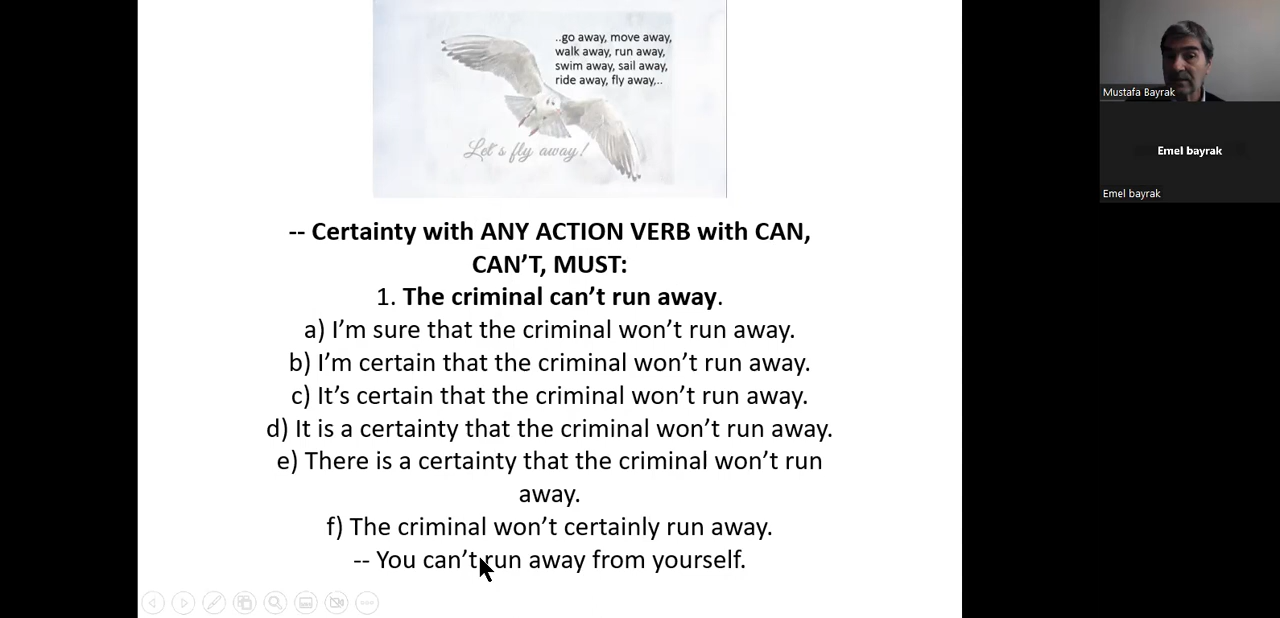 ..go away, move away,
walk away, run away,
swim away, sail away,
ride away, fly away,..
Let's fly away!
-- Certainty with ANY ACTION VERB with CAN,
CAN’T, MUST:
1. The criminal can’t run away.
a) I’m sure that the criminal won’t run away.
b) I’m certain that the criminal won’t run away.
c) It’s certain that the criminal won’t run away.
d) It is a certainty that the criminal won’t run away.
e) There is a certainty that the criminal won’t run
away.
f) The criminal won’t certainly run away.
-- You can’t run away from yourself.
Mustafa Bayrak
Emel bayrak
Emel bayrak